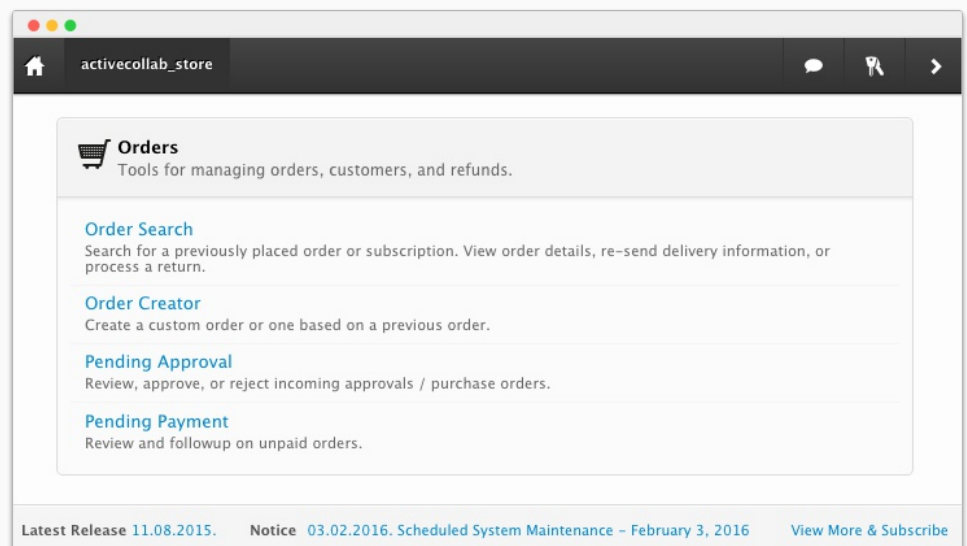 activecollab_store
Orders
Tools for managing orders, customers, and refunds.
Order Search
Search for a previously placed order or subscription. View order details, re-send delivery information, or
process a return.
Order Creator
Create a custom order or one based on a previous order.
Pending Approval
Review, approve, or reject incoming approvals / purchase orders.
Pending Payment
Review and followup on unpaid orders.
Latest Release 11.08.2015. Notice 03.02.2016. Scheduled System Maintenance – February 3, 2016 View More & Subscribe